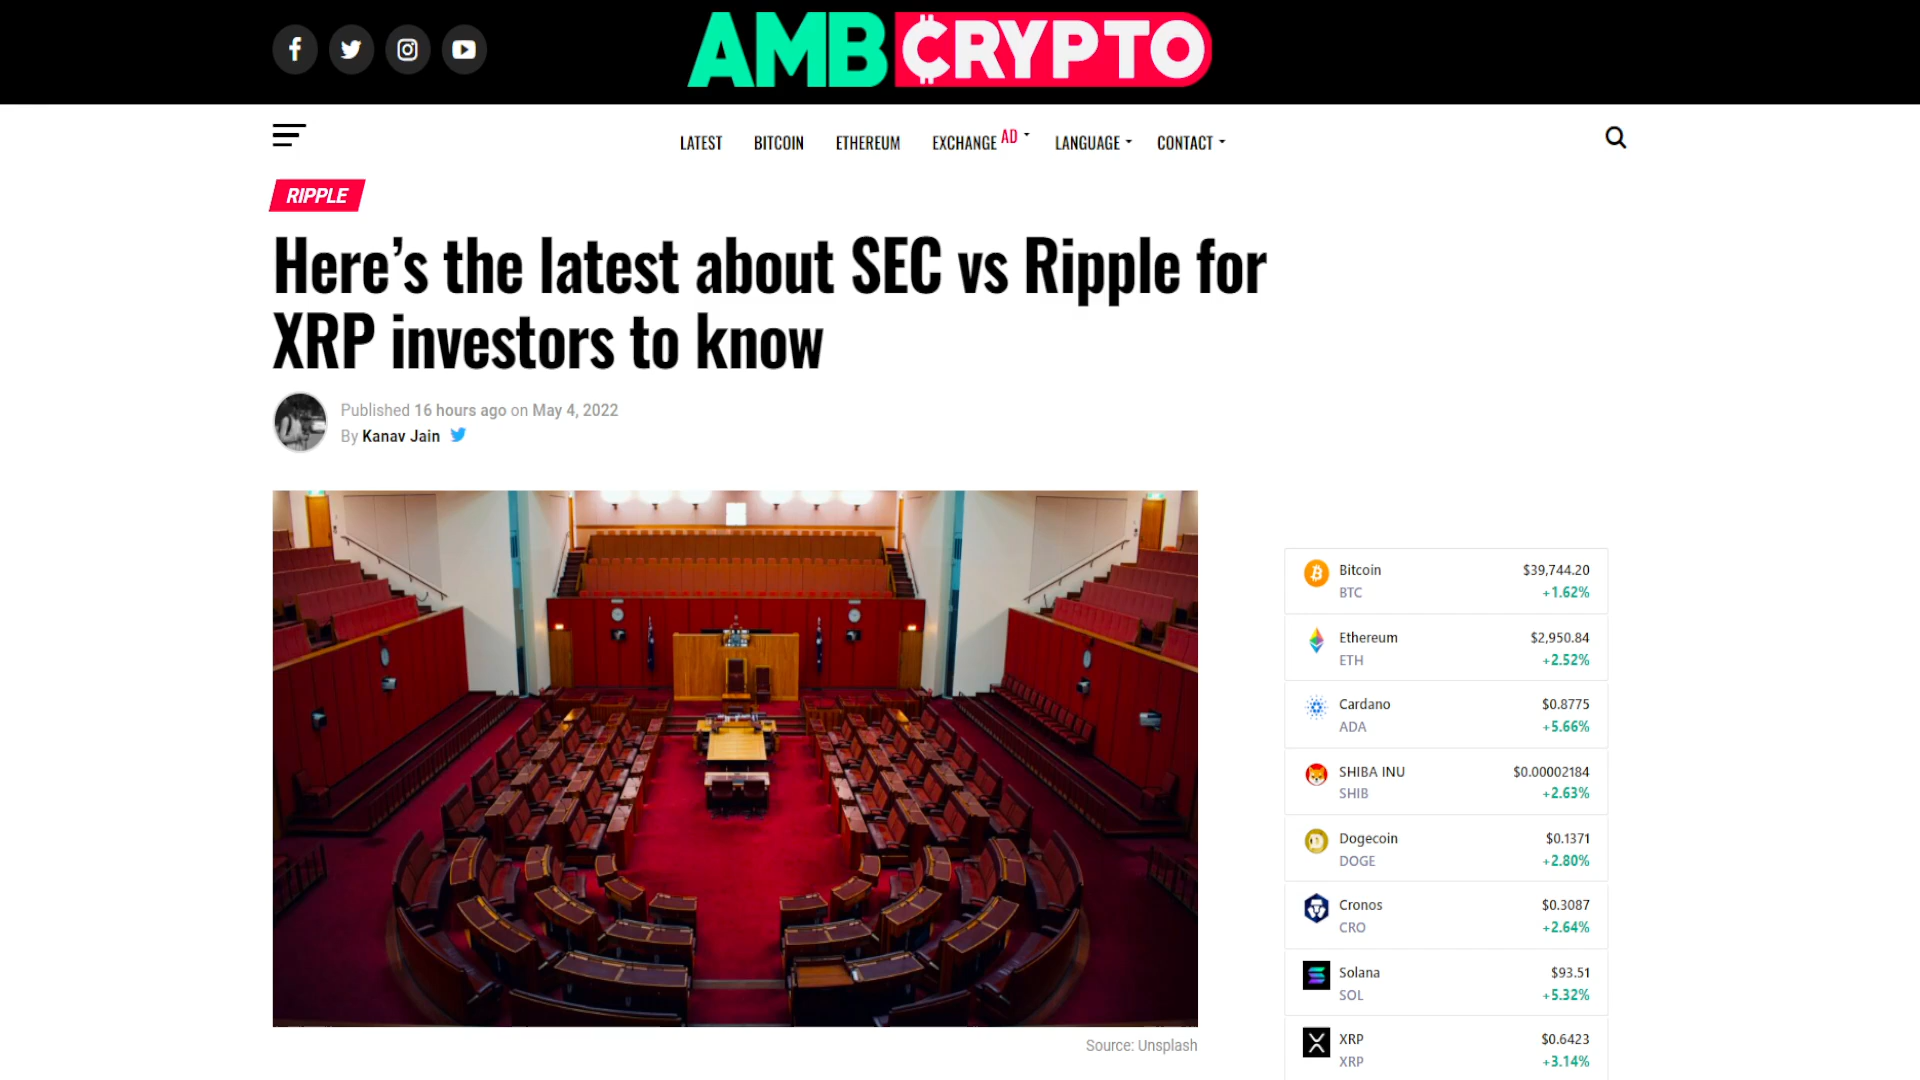 AMBCRYPTO
LATEST BITCOIN ETHEREUM EXCHANGE AD LANGUAGE CONTACT
RIPPLE
Here’s the latest about SEC vs Ripple for
XRP investors to know
Published 16 hours ago on May 4, 2022
By Kanav Jain
Source: Unsplash
Bitcoin $39,744.20
BTC +1.62%
Ethereum $2,950.84
ETH +2.52%
Cardano $0.8775
ADA +5.66%
SHIBA INU $0.00002184
SHIB +2.63%
Dogecoin $0.1371
DOGE +2.80%
Cronos $0.3087
CRO +2.64%
Solana $93.51
SOL +5.32%
XRP $0.6423
XRP +3.14%